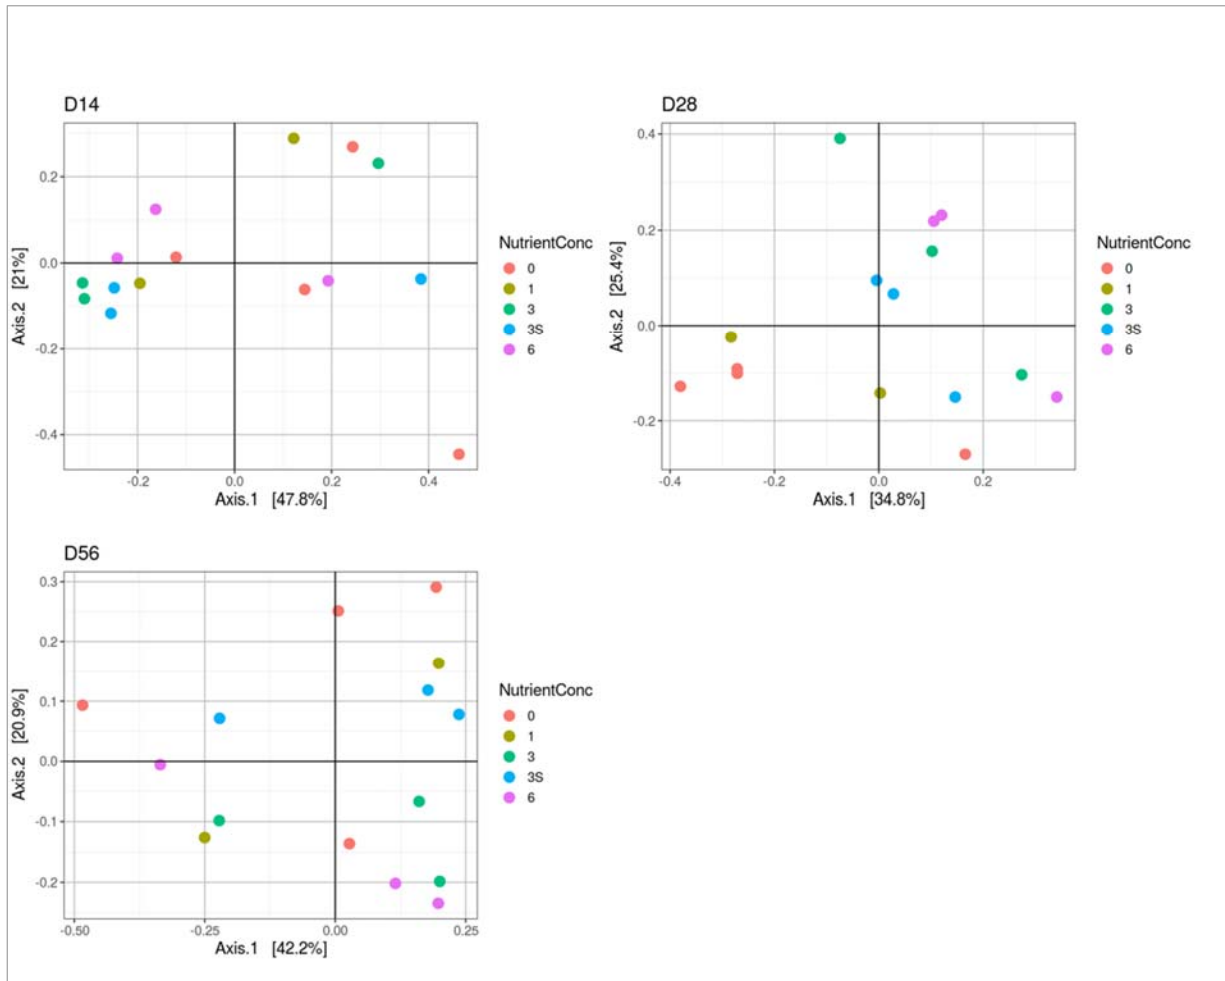 D14
0.2
0.0
-0.2
-0.4
Axis.2 [21%]
-0.2
0.0
0.2
0.4
Axis.1 [47.8%]
NutrientConc
0
1
3
3S
6
D28
0.4
0.2
0.0
-0.2
Axis.2 [25.4%]
-0.4
-0.2
0.0
0.2
Axis.1 [34.8%]
NutrientConc
0
1
3
3S
6
D56
0.3
0.2
0.1
0.0
-0.1
-0.2
Axis.2 [20.9%]
-0.50
-0.25
0.00
0.25
Axis.1 [42.2%]
NutrientConc
0
1
3
3S
6